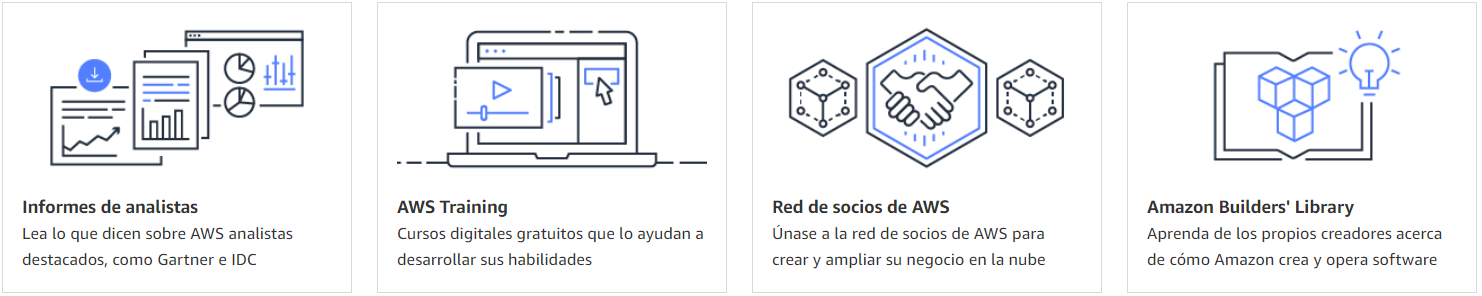 Informes de analistas
Lea lo que dicen sobre AWS analistas
destacados, como Gartner e IDC
AWS Training
Cursos digitales gratuitos que lo ayudan a
desarrollar sus habilidades
Red de socios de AWS
Únase a la red de socios de AWS para
crear y ampliar su negocio en la nube
Amazon Builders' Library
Aprenda de los propios creadores acerca
de cómo Amazon crea y opera software